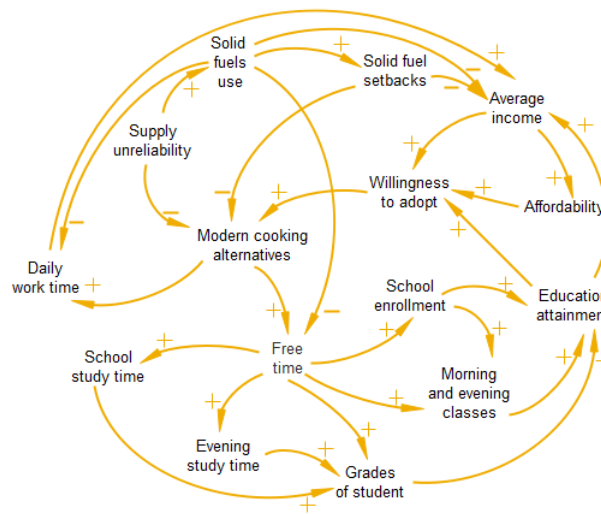 Solid
fuels
use
Solid fuel
setbacks
Average
income
Supply
unreliability
Willingness
to adopt
Affordability
Modern cooking
alternatives
Daily
work time
School
enrollment
Education
attainment
School
study time
Free
time
Morning
and evening
classes
Evening
study time
Grades
of student